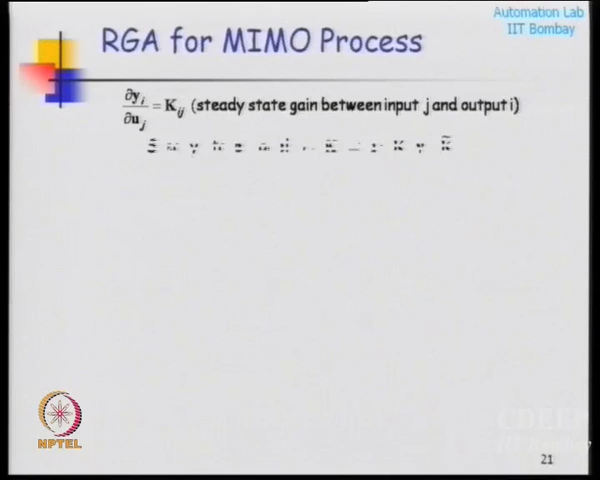 Automation Lab
IIT Bombay
RGA for MIMO Process
∂y_i/∂u_j = K_ij (steady state gain between input j and output i)
NPTEL
21